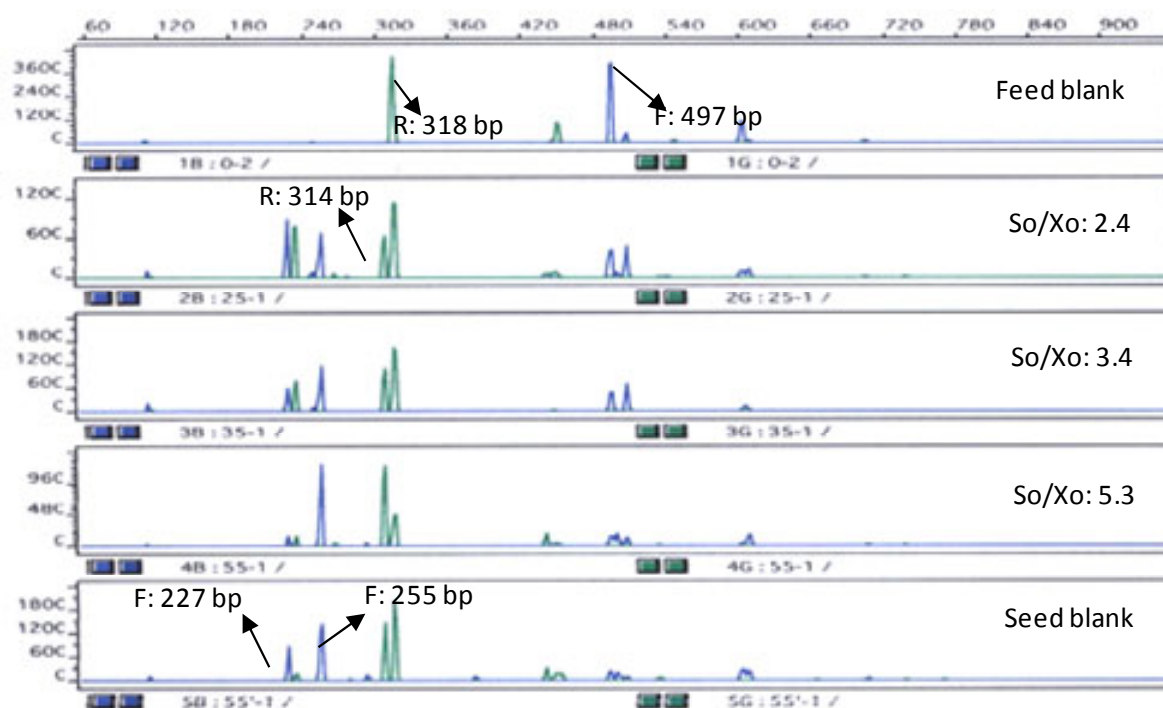 60 120 180 240 300 360 420 480 540 600 660 720 780 840 900
360C
240C
120C
C
R: 318 bp
F: 497 bp
Feed blank
1B : 0-2 /
1G : 0-2 /
120C
60C
C
R: 314 bp
So/Xo: 2.4
2B : 25-1 /
2G : 25-1 /
180C
120C
60C
C
So/Xo: 3.4
3B : 35-1 /
3G : 35-1 /
96C
48C
C
So/Xo: 5.3
4B : 55-1 /
4G : 55-1 /
180C
120C
60C
C
F: 227 bp
F: 255 bp
Seed blank
5B : 55'-1 /
5G : 55'-1 /